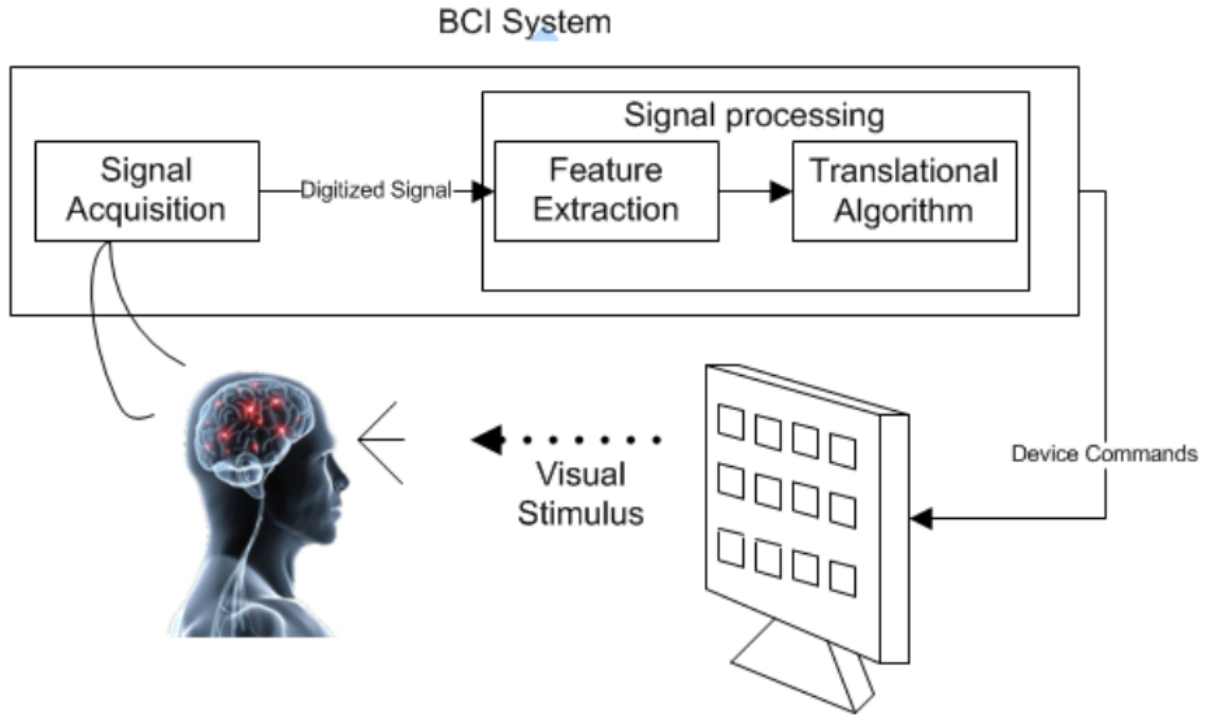 BCI System
Signal processing
Signal
Acquisition
Digitized Signal
Feature
Extraction
Translational
Algorithm
Device Commands
Visual
Stimulus